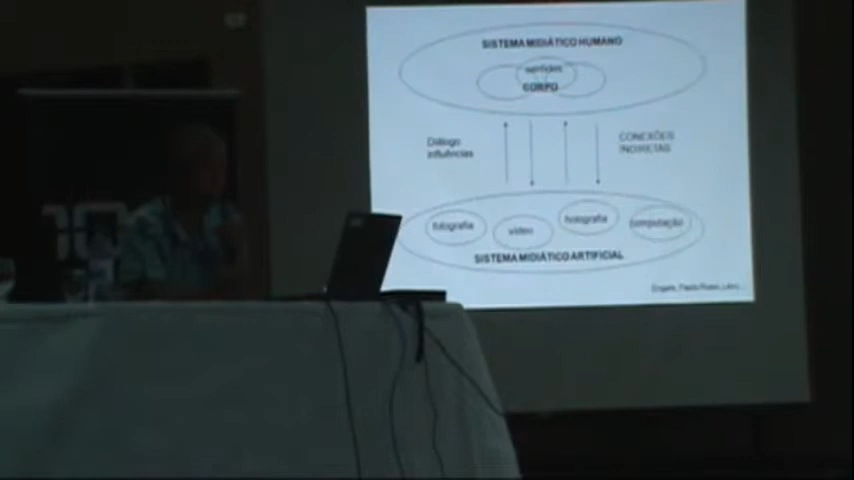 SISTEMA MIDIÁTICO HUMANO
sentidos
CORPO
Diálogo
influências
CONEXÕES
INDIRETAS
fotografia
vídeo
holografia
computação
SISTEMA MIDIÁTICO ARTIFICIAL